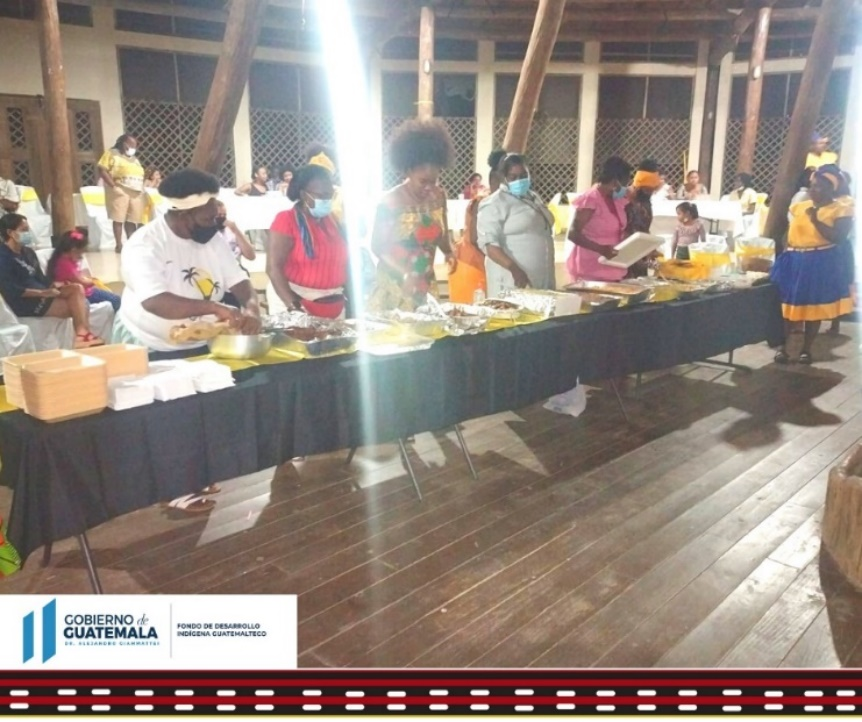 GOBIERNO de
GUATEMALA
DR. ALEJANDRO GIAMMATTEI
FONDO DE DESARROLLO
INDÍGENA GUATEMALTECO